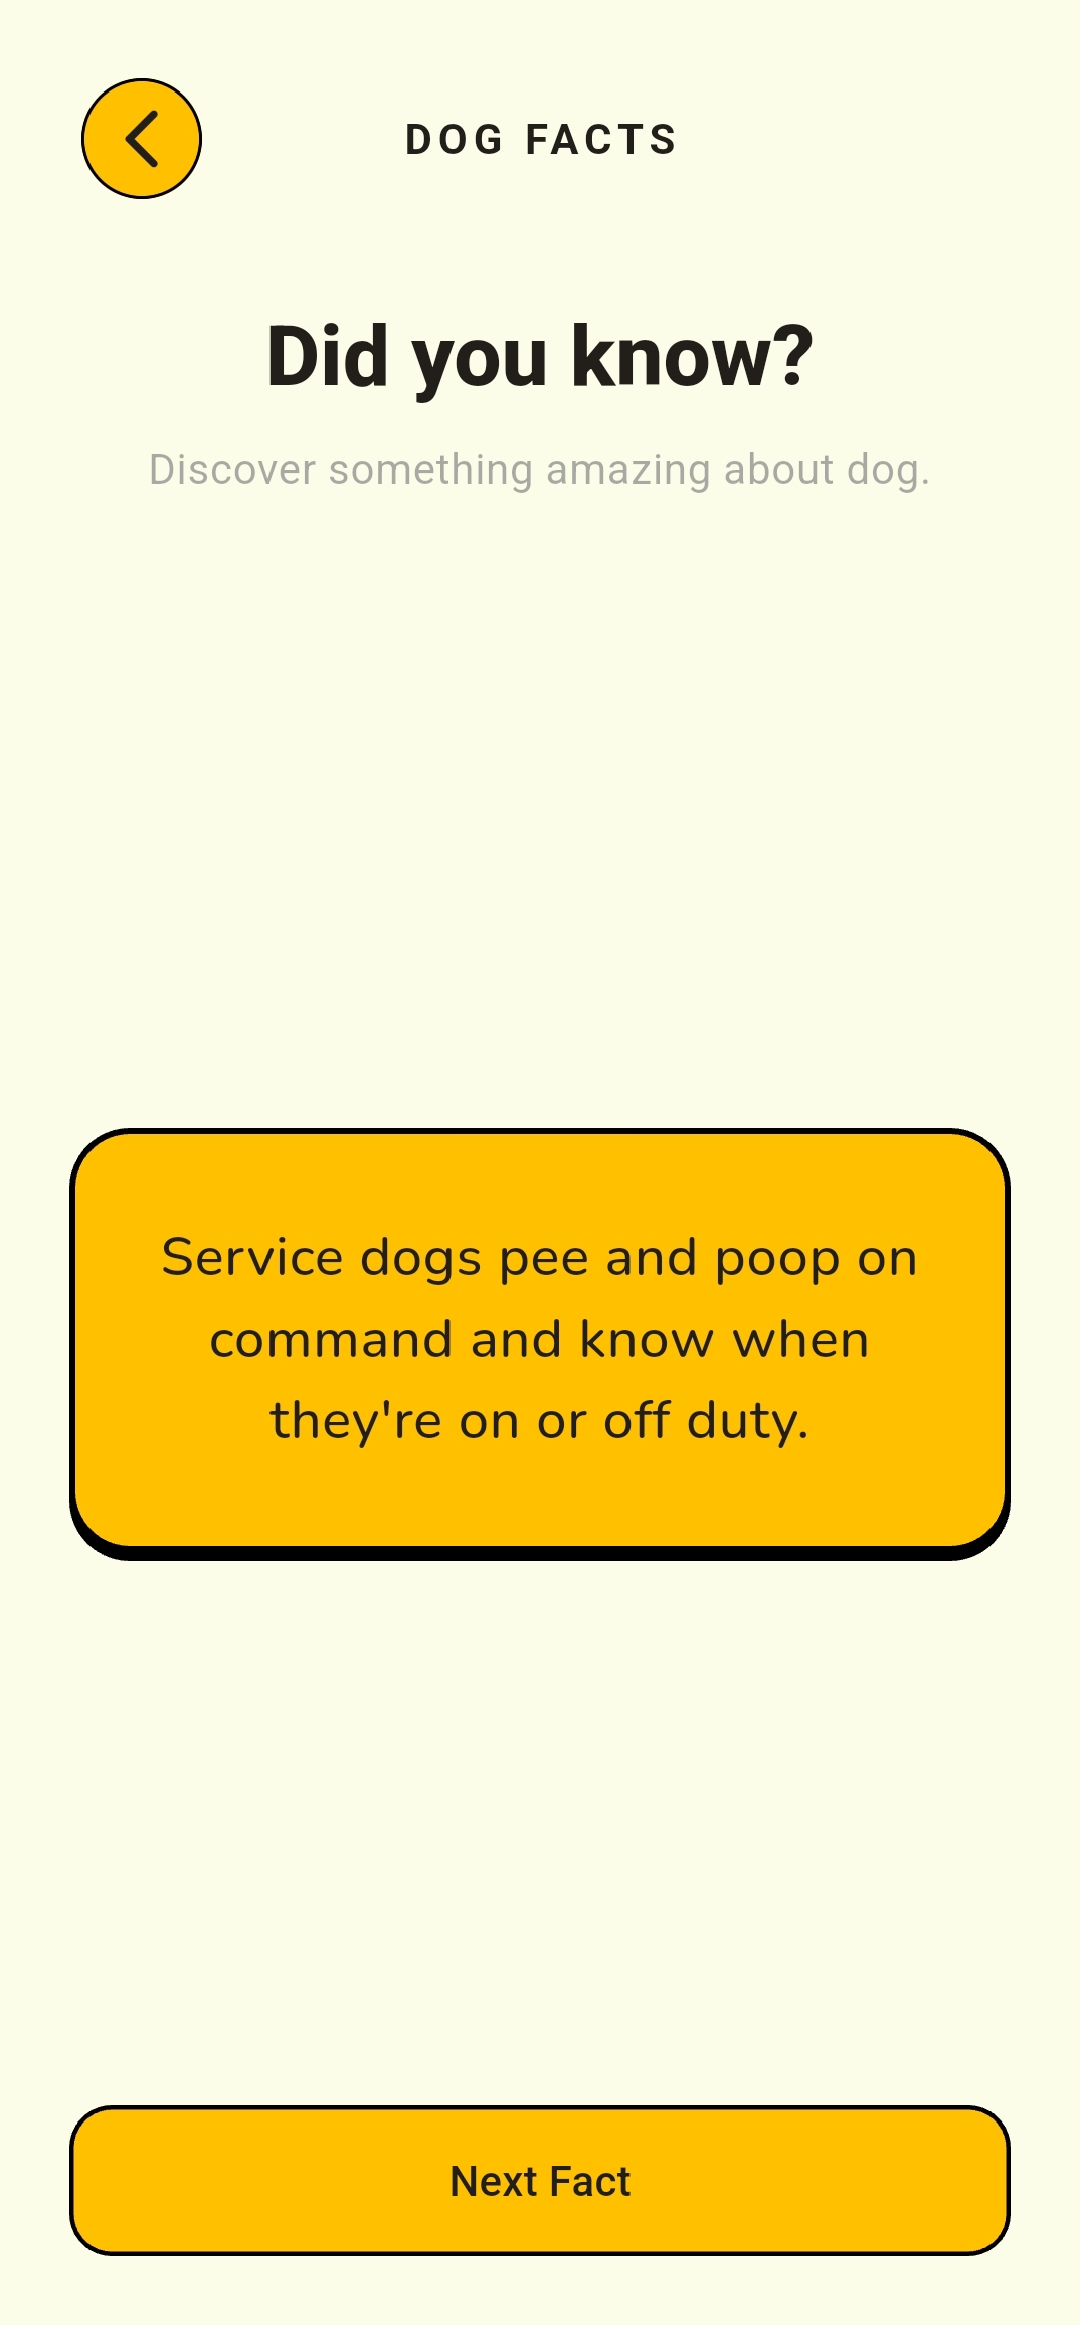 DOG FACTS
Did you know?
Discover something amazing about dog.
Service dogs pee and poop on
command and know when
they're on or off duty.
Next Fact